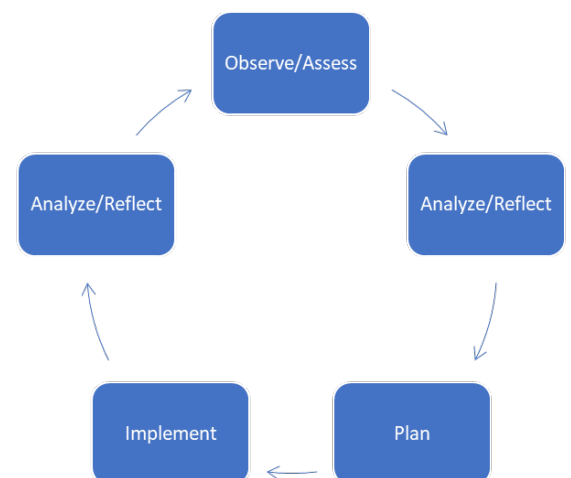 Observe/Assess
Analyze/Reflect
Analyze/Reflect
Implement
Plan